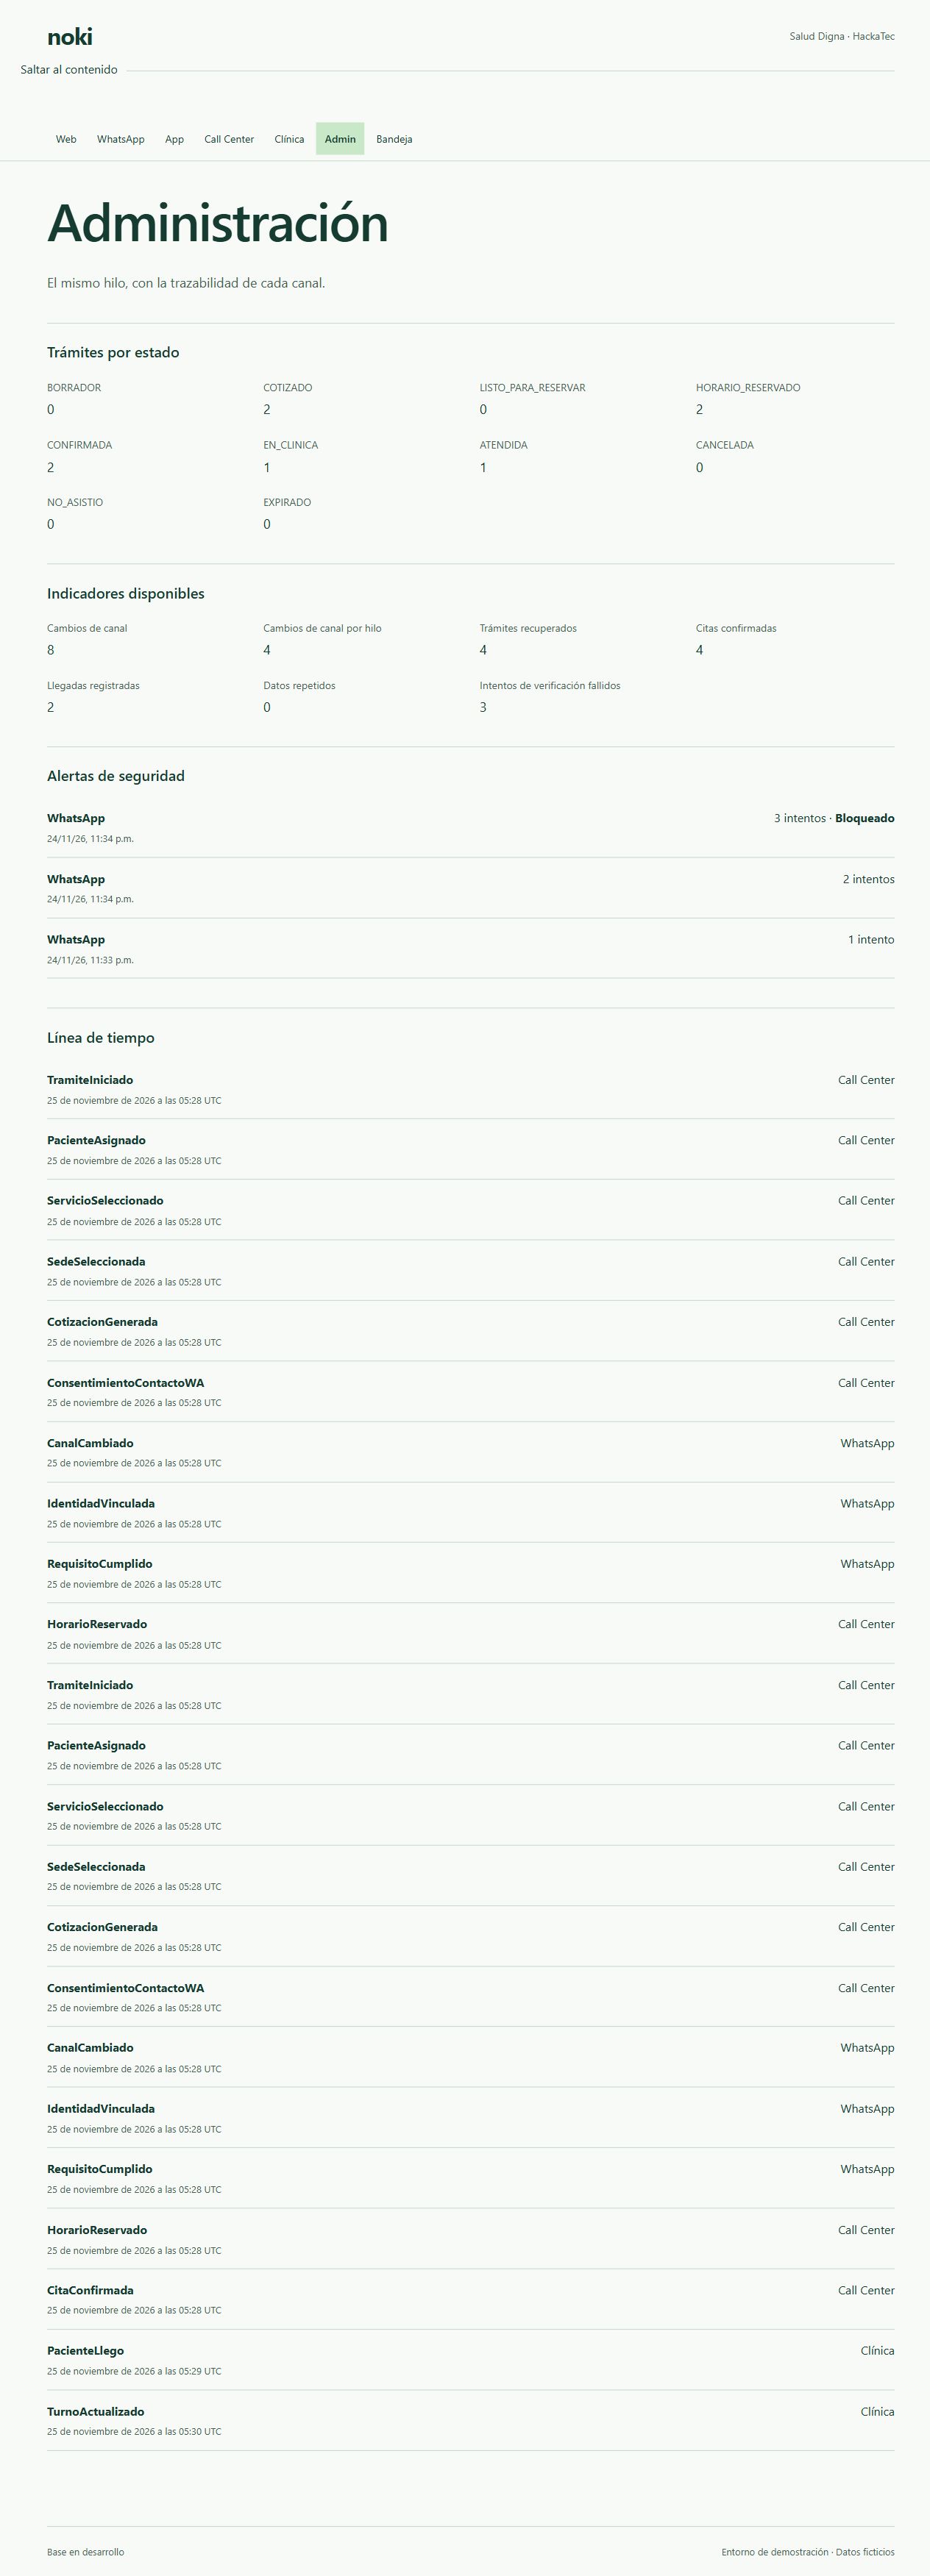 noki
Salud Digna · HackaTec
Saltar al contenido
Web WhatsApp App Call Center Clínica Admin Bandeja
Administración
El mismo hilo, con la trazabilidad de cada canal.
Trámites por estado
BORRADOR COTIZADO LISTO_PARA_RESERVAR HORARIO_RESERVADO
0 2 0 2
CONFIRMADA EN_CLINICA ATENDIDA CANCELADA
2 1 1 0
NO_ASISTIO EXPIRADO
0 0
Indicadores disponibles
Cambios de canal Cambios de canal por hilo Trámites recuperados Citas confirmadas
8 4 4 4
Llegadas registradas Datos repetidos Intentos de verificación fallidos
2 0 3
Alertas de seguridad
WhatsApp 3 intentos · Bloqueado
24/11/26, 11:34 p.m.
WhatsApp 2 intentos
24/11/26, 11:34 p.m.
WhatsApp 1 intento
24/11/26, 11:33 p.m.
Línea de tiempo
TramiteIniciado Call Center
25 de noviembre de 2026 a las 05:28 UTC
PacienteAsignado Call Center
25 de noviembre de 2026 a las 05:28 UTC
ServicioSeleccionado Call Center
25 de noviembre de 2026 a las 05:28 UTC
SedeSeleccionada Call Center
25 de noviembre de 2026 a las 05:28 UTC
CotizacionGenerada Call Center
25 de noviembre de 2026 a las 05:28 UTC
ConsentimientoContactoWA Call Center
25 de noviembre de 2026 a las 05:28 UTC
CanalCambiado WhatsApp
25 de noviembre de 2026 a las 05:28 UTC
IdentidadVinculada WhatsApp
25 de noviembre de 2026 a las 05:28 UTC
RequisitoCumplido WhatsApp
25 de noviembre de 2026 a las 05:28 UTC
HorarioReservado Call Center
25 de noviembre de 2026 a las 05:28 UTC
TramiteIniciado Call Center
25 de noviembre de 2026 a las 05:28 UTC
PacienteAsignado Call Center
25 de noviembre de 2026 a las 05:28 UTC
ServicioSeleccionado Call Center
25 de noviembre de 2026 a las 05:28 UTC
SedeSeleccionada Call Center
25 de noviembre de 2026 a las 05:28 UTC
CotizacionGenerada Call Center
25 de noviembre de 2026 a las 05:28 UTC
ConsentimientoContactoWA Call Center
25 de noviembre de 2026 a las 05:28 UTC
CanalCambiado WhatsApp
25 de noviembre de 2026 a las 05:28 UTC
IdentidadVinculada WhatsApp
25 de noviembre de 2026 a las 05:28 UTC
RequisitoCumplido WhatsApp
25 de noviembre de 2026 a las 05:28 UTC
HorarioReservado Call Center
25 de noviembre de 2026 a las 05:28 UTC
CitaConfirmada Call Center
25 de noviembre de 2026 a las 05:28 UTC
PacienteLlego Clínica
25 de noviembre de 2026 a las 05:29 UTC
TurnoActualizado Clínica
25 de noviembre de 2026 a las 05:30 UTC
Base en desarrollo Entorno de demostración · Datos ficticios